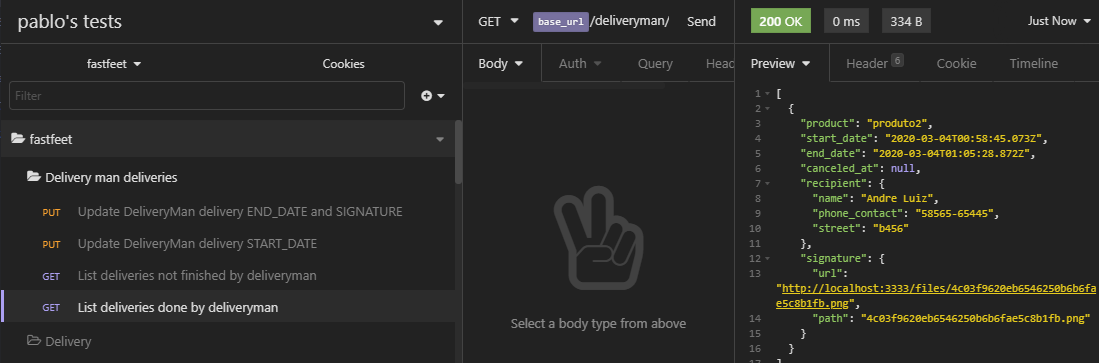 pablo's tests
fastfeet
Cookies
Filter
fastfeet
Delivery man deliveries
PUT Update DeliveryMan delivery END_DATE and SIGNATURE
PUT Update DeliveryMan delivery START_DATE
GET List deliveries not finished by deliveryman
GET List deliveries done by deliveryman
Delivery
GET base_url /deliveryman/ Send
Body Auth Query Head
Select a body type from above
200 OK 0 ms 334 B Just Now
Preview Header 6 Cookie Timeline
1 [
2 {
3 "product": "produto2",
4 "start_date": "2020-03-04T00:58:45.073Z",
5 "end_date": "2020-03-04T01:05:28.872Z",
6 "canceled_at": null,
7 "recipient": {
8 "name": "Andre Luiz",
9 "phone_contact": "58565-65445",
10 "street": "b456"
11 },
12 "signature": {
13 "url":
"http://localhost:3333/files/4c03f9620eb6546250b6b6fa
e5c8b1fb.png",
14 "path": "4c03f9620eb6546250b6b6fae5c8b1fb.png"
15 }
16 }
17 ]